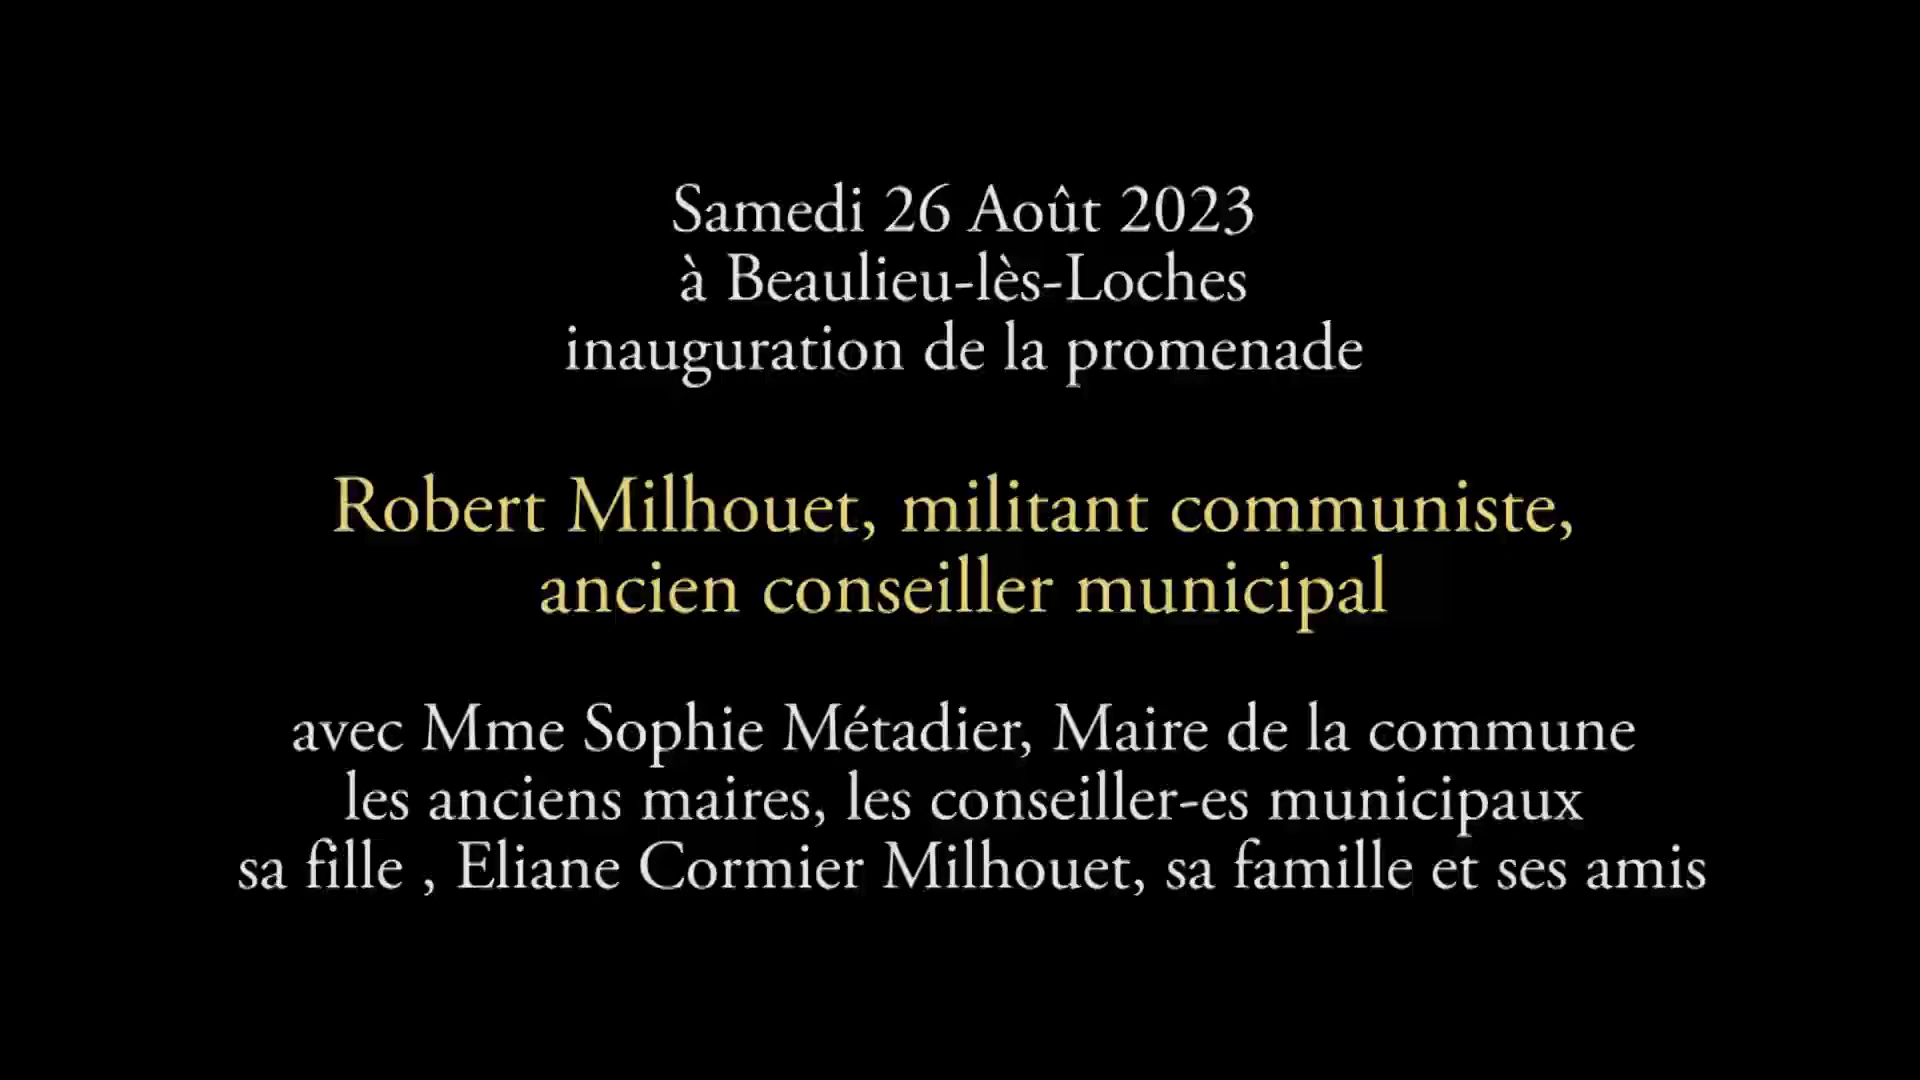 Samedi 26 Août 2023
à Beaulieu-lès-Loches
inauguration de la promenade
Robert Milhouet, militant communiste,
ancien conseiller municipal
avec Mme Sophie Métadier, Maire de la commune
les anciens maires, les conseiller-es municipaux
sa fille , Eliane Cormier Milhouet, sa famille et ses amis